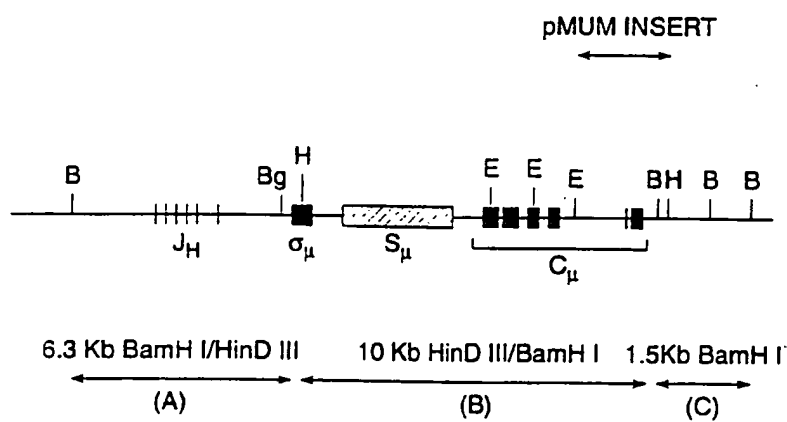 pMUM INSERT
B Bg H E E E B H B B
J_H σ_μ S_μ C_μ
6.3 Kb BamH I/HinD III 10 Kb HinD III/BamH I 1.5Kb BamH I
(A) (B) (C)